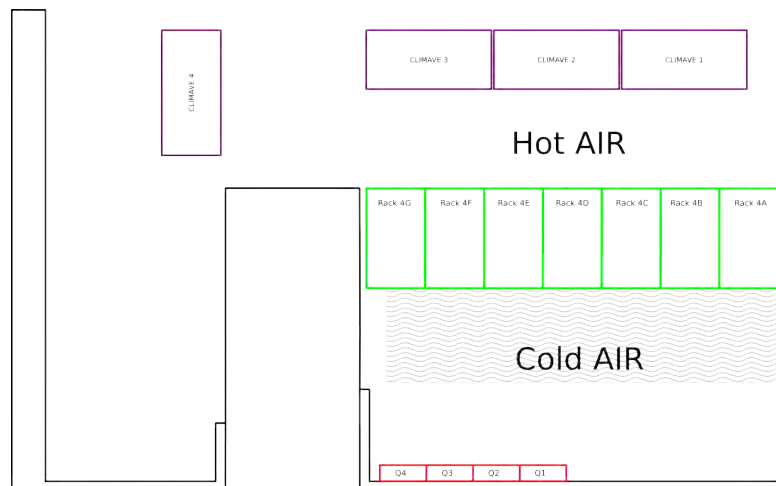 CLIMAVE 4
CLIMAVE 3
CLIMAVE 2
CLIMAVE 1
Hot AIR
Rack 4G
Rack 4F
Rack 4E
Rack 4D
Rack 4C
Rack 4B
Rack 4A
Cold AIR
Q4
Q3
Q2
Q1